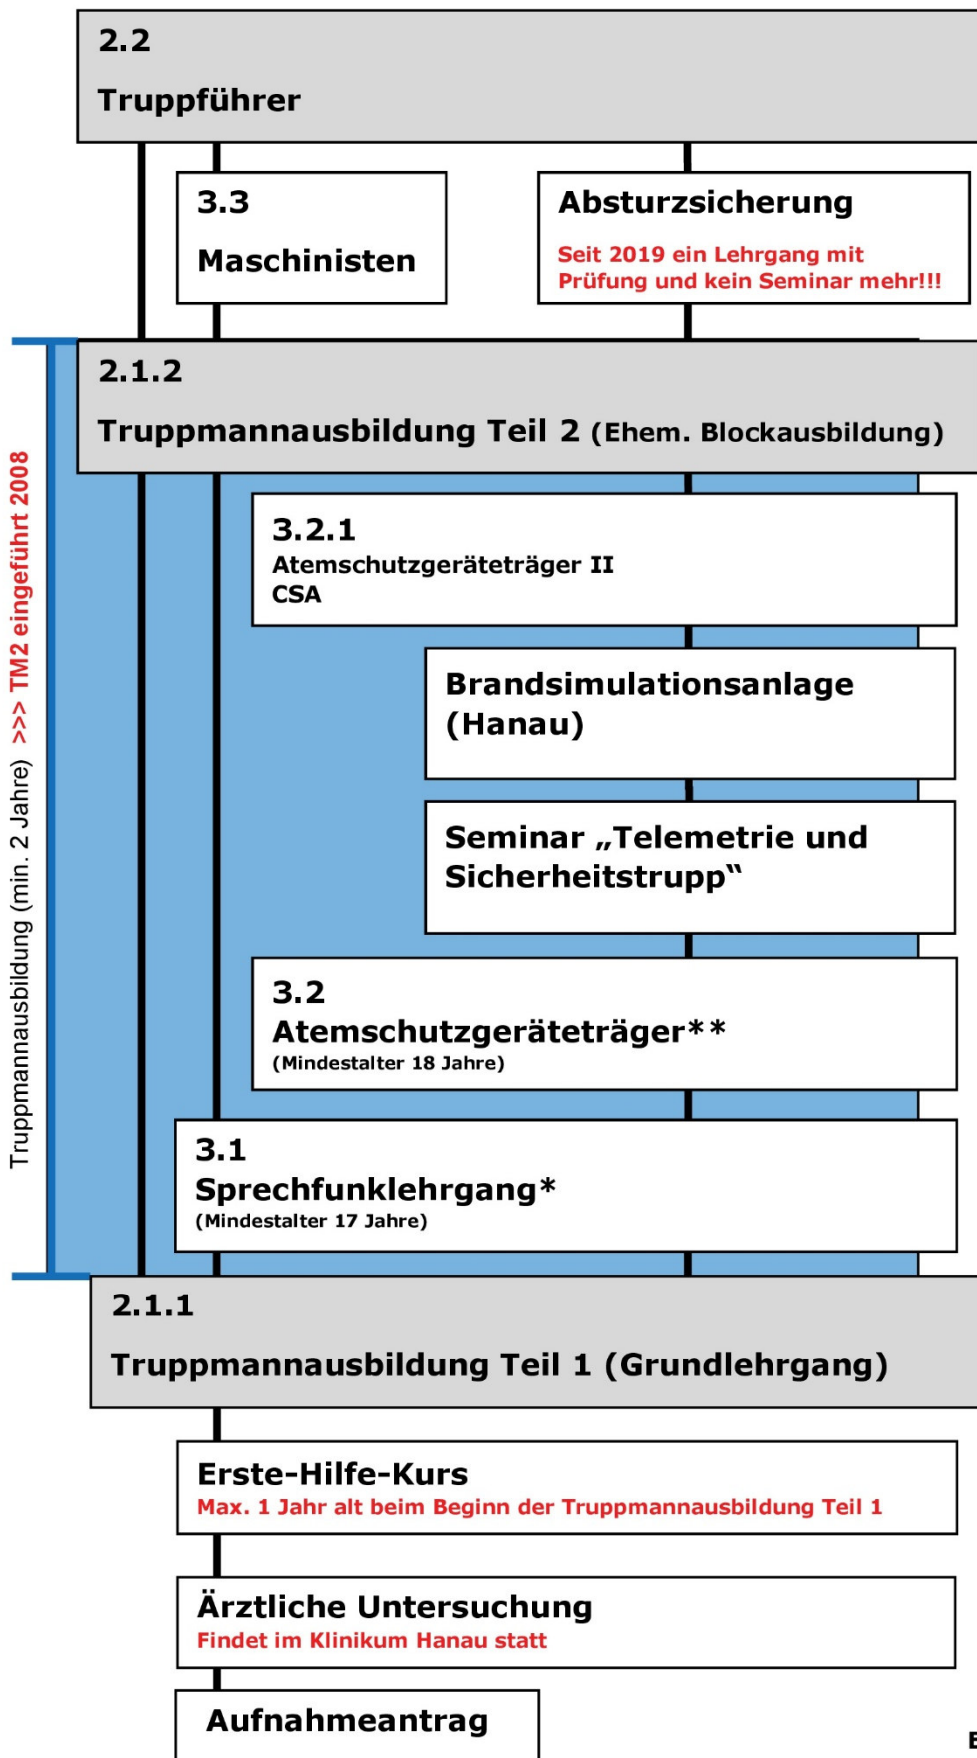 2.2
Truppführer
3.3
Maschinisten
Absturzsicherung
Seit 2019 ein Lehrgang mit
Prüfung und kein Seminar mehr!!!
2.1.2
Truppmannausbildung Teil 2 (Ehem. Blockausbildung)
Truppmannausbildung (min. 2 Jahre) >>> TM2 eingeführt 2008
3.2.1
Atemschutzgeräteträger II
CSA
Brandsimulationsanlage
(Hanau)
Seminar „Telemetrie und
Sicherheitstrupp“
3.2
Atemschutzgeräteträger**
(Mindestalter 18 Jahre)
3.1
Sprechfunklehrgang*
(Mindestalter 17 Jahre)
2.1.1
Truppmannausbildung Teil 1 (Grundlehrgang)
Erste-Hilfe-Kurs
Max. 1 Jahr alt beim Beginn der Truppmannausbildung Teil 1
Ärztliche Untersuchung
Findet im Klinikum Hanau statt
Aufnahmeantrag